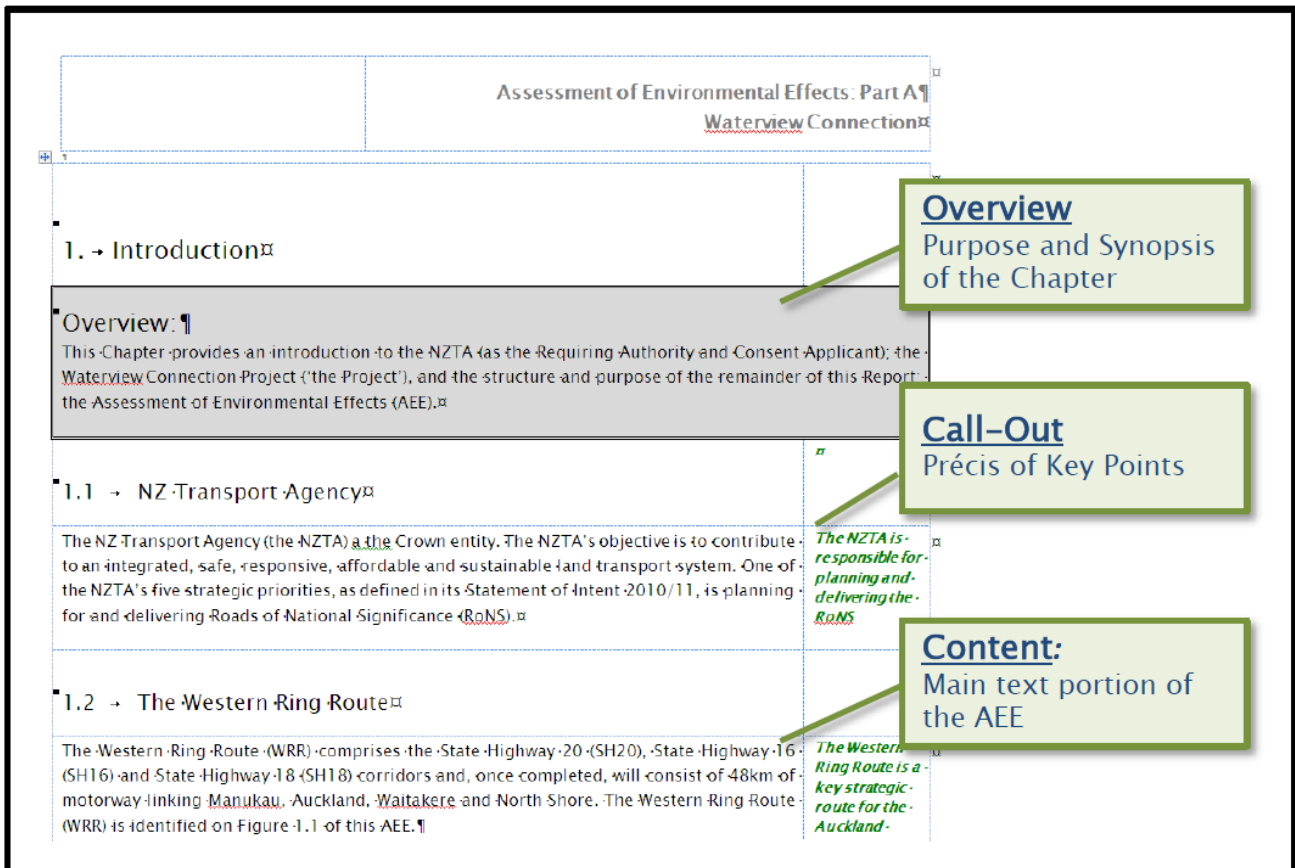 Assessment of Environmental Effects: Part A¶
Waterview Connection¤
1. → Introduction¤
Overview
Purpose and Synopsis
of the Chapter
Overview: ¶
This Chapter provides an introduction to the NZTA (as the Requiring Authority and Consent Applicant); the
Waterview Connection Project ('the Project'), and the structure and purpose of the remainder of this Report:
the Assessment of Environmental Effects (AEE).¤
Call-Out
Précis of Key Points
1.1 → NZ Transport Agency¤
The NZ Transport Agency (the NZTA) a the Crown entity. The NZTA's objective is to contribute
to an integrated, safe, responsive, affordable and sustainable land transport system. One of
the NZTA's five strategic priorities, as defined in its Statement of Intent 2010/11, is planning
for and delivering Roads of National Significance (RoNS).¤
The NZTA is
responsible for
planning and
delivering the
RoNS
Content:
Main text portion of
the AEE
1.2 → The Western Ring Route¤
The Western Ring Route (WRR) comprises the State Highway 20 (SH20), State Highway 16
(SH16) and State Highway 18 (SH18) corridors and, once completed, will consist of 48km of
motorway linking Manukau, Auckland, Waitakere and North Shore. The Western Ring Route
(WRR) is identified on Figure 1.1 of this AEE.¶
The Western
Ring Route is a
key strategic
route for the
Auckland